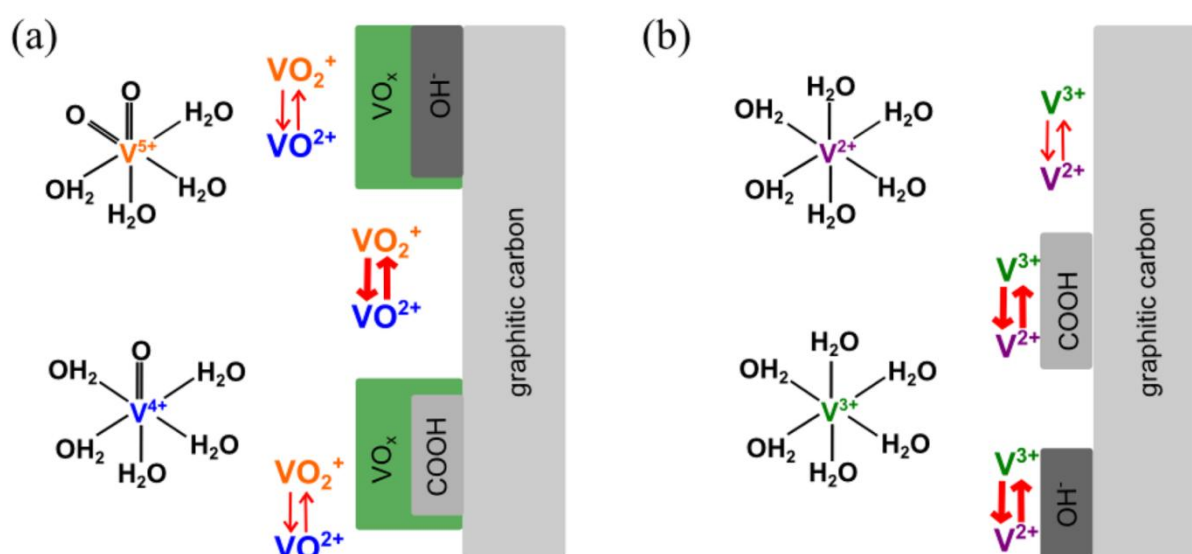 (a)
O
O
H₂O
V⁵⁺
OH₂
H₂O
H₂O
VO₂⁺
VO²⁺
VOₓ
OH⁻
VO₂⁺
VO²⁺
graphitic carbon
O
OH₂
H₂O
V⁴⁺
OH₂
H₂O
H₂O
VO₂⁺
VO²⁺
VOₓ
COOH
(b)
H₂O
OH₂
H₂O
V²⁺
OH₂
H₂O
H₂O
V³⁺
V²⁺
V³⁺
V²⁺
COOH
graphitic carbon
H₂O
OH₂
H₂O
V³⁺
OH₂
H₂O
H₂O
V³⁺
V²⁺
OH⁻